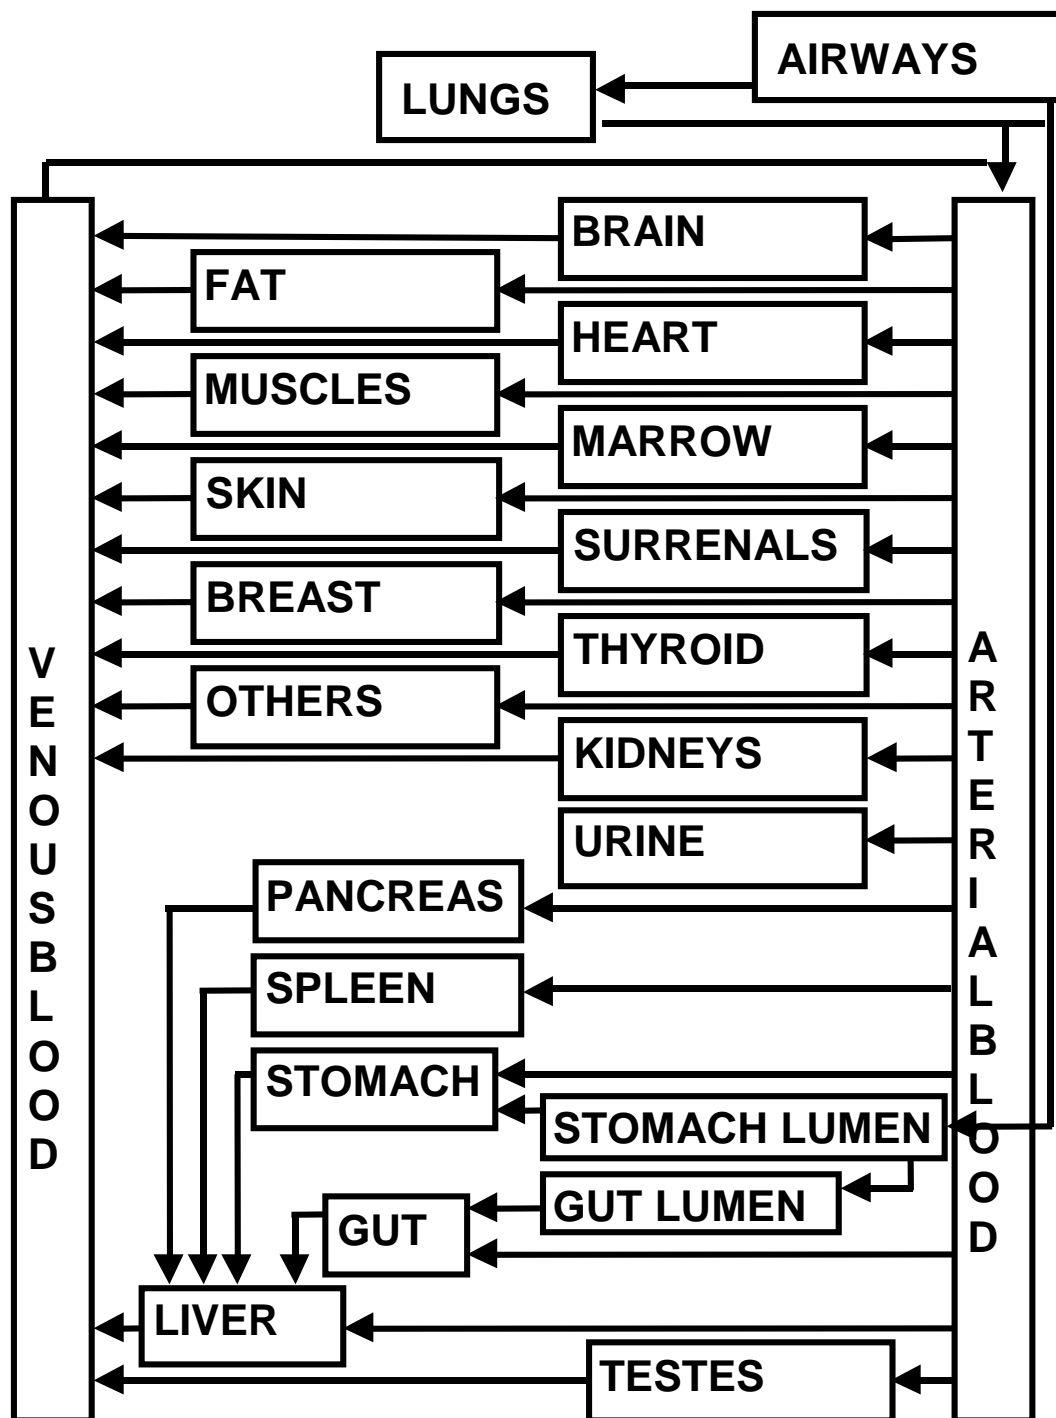 AIRWAYS
LUNGS
BRAIN
FAT
HEART
MUSCLES
MARROW
SKIN
SURRENALS
BREAST
THYROID
OTHERS
KIDNEYS
URINE
PANCREAS
SPLEEN
STOMACH
STOMACH LUMEN
GUT LUMEN
GUT
LIVER
TESTES
VENOUSBLOOD
ARTERIALBLOOD